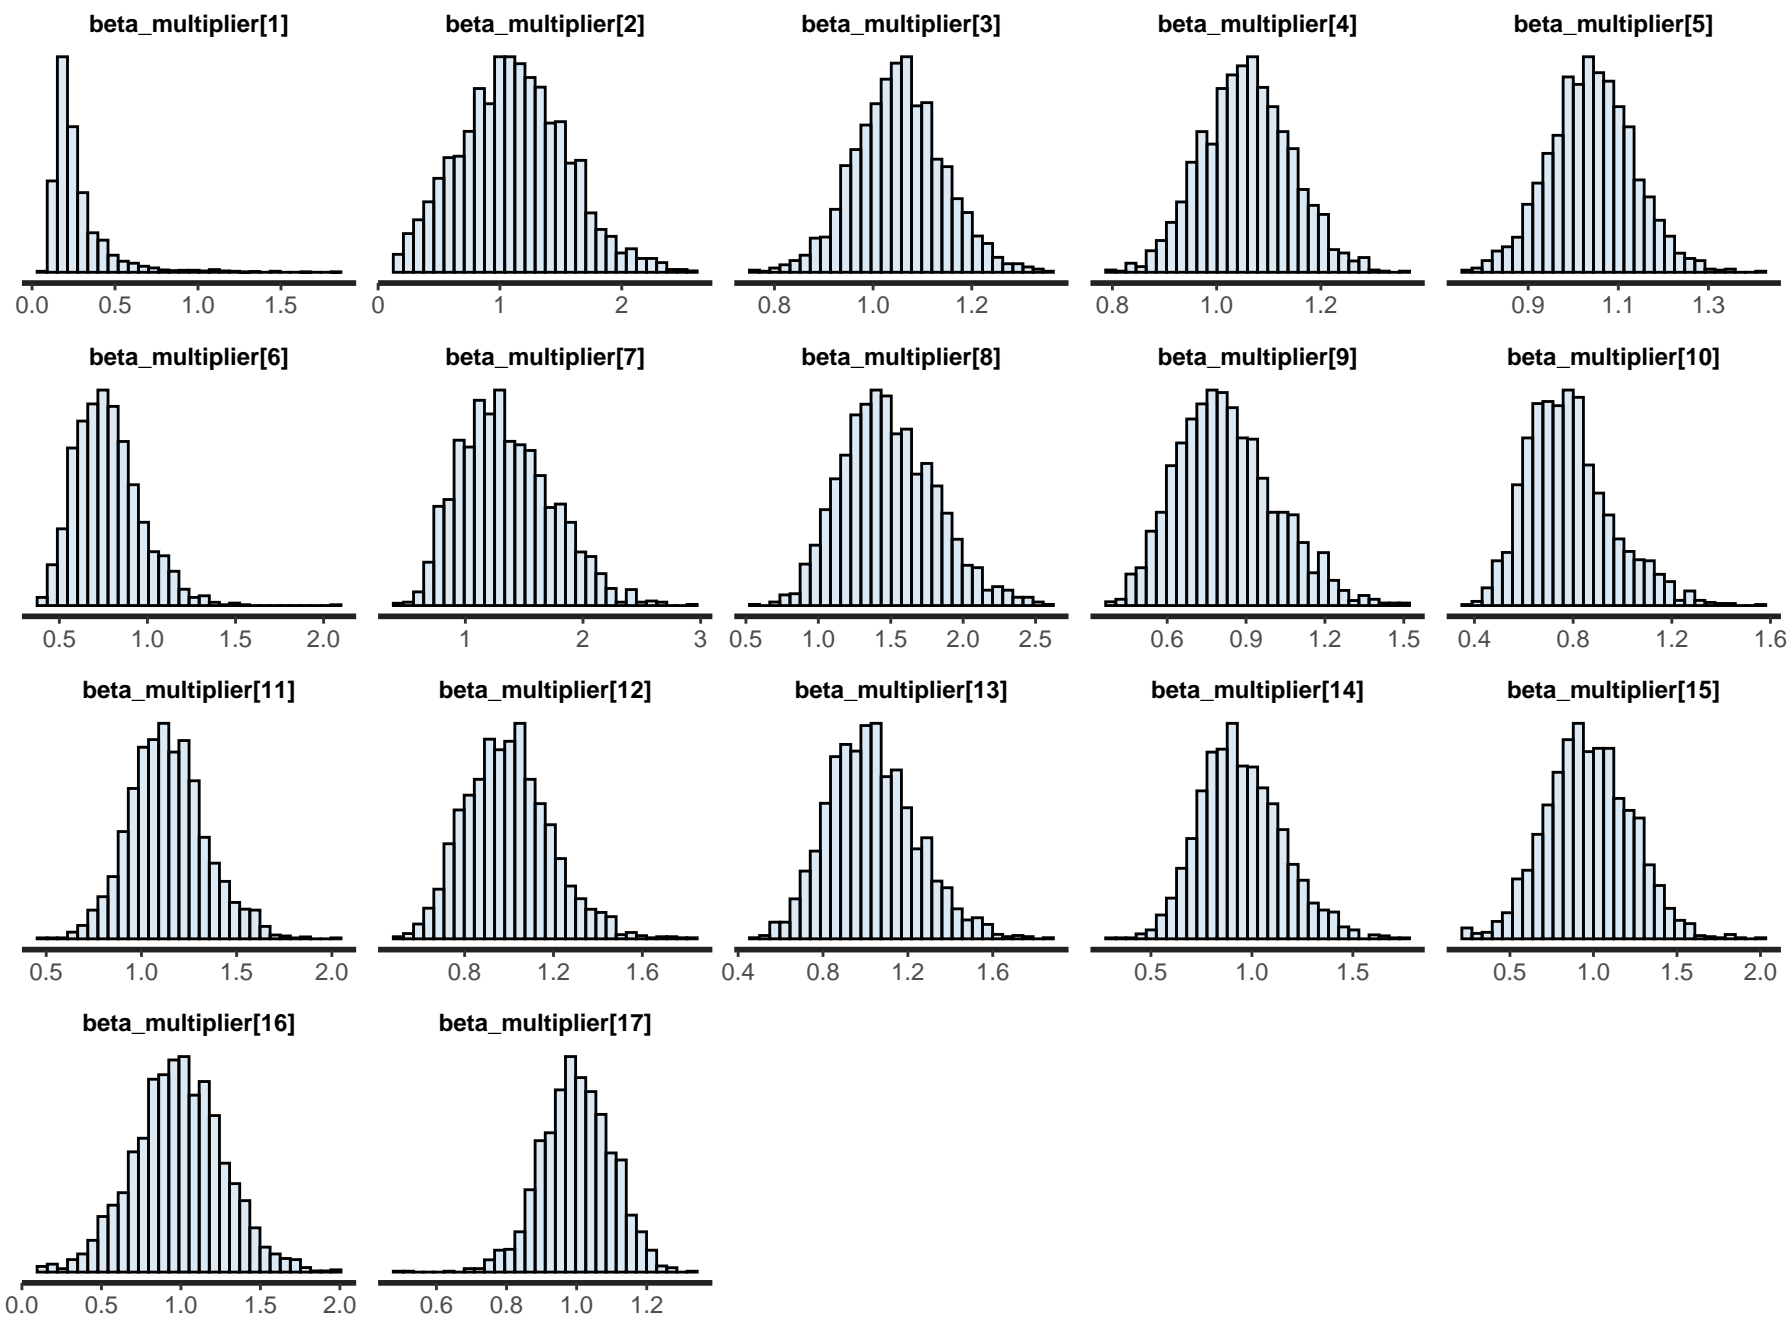 beta_multiplier[1] beta_multiplier[2] beta_multiplier[3] beta_multiplier[4] beta_multiplier[5]
0.0 0.5 1.0 1.5 0 1 2 0.8 1.0 1.2 0.8 1.0 1.2 0.9 1.1 1.3
beta_multiplier[6] beta_multiplier[7] beta_multiplier[8] beta_multiplier[9] beta_multiplier[10]
0.5 1.0 1.5 2.0 1 2 3 0.5 1.0 1.5 2.0 2.5 0.6 0.9 1.2 1.5 0.4 0.8 1.2 1.6
beta_multiplier[11] beta_multiplier[12] beta_multiplier[13] beta_multiplier[14] beta_multiplier[15]
0.5 1.0 1.5 2.0 0.8 1.2 1.6 0.4 0.8 1.2 1.6 0.5 1.0 1.5 0.5 1.0 1.5 2.0
beta_multiplier[16] beta_multiplier[17]
0.0 0.5 1.0 1.5 2.0 0.6 0.8 1.0 1.2